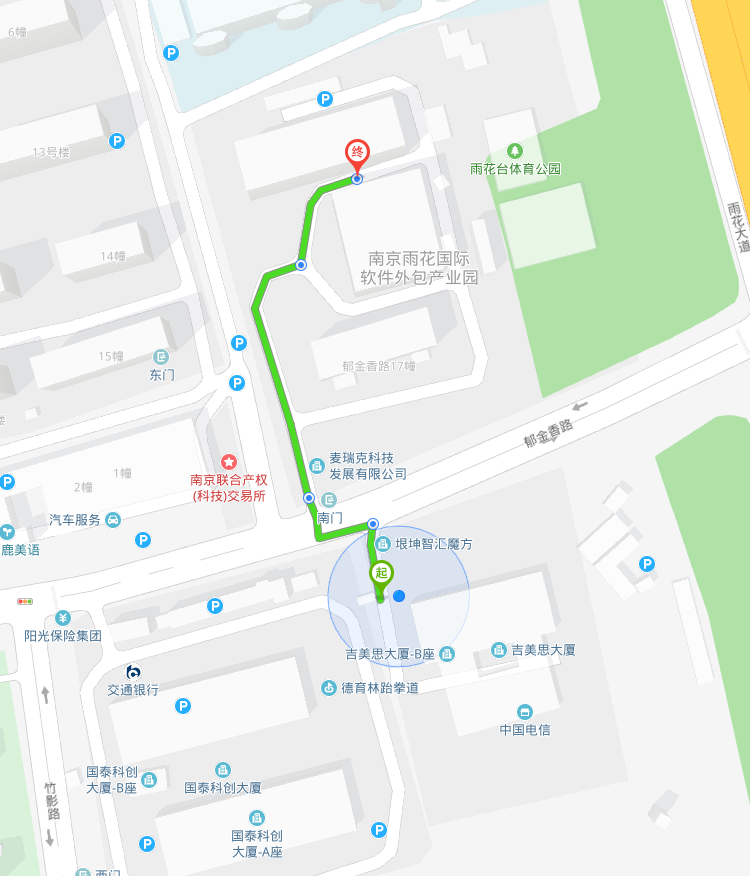 6幢
P
P
13号楼
P
终
雨花台体育公园
雨花大道
14幢
南京雨花国际
软件外包产业园
15幢
东门
P
P
郁金香路17幢
郁金香路
1幢
2幢
P
南京联合产权
(科技)交易所
麦瑞克科技
发展有限公司
南门
汽车服务
P
鹿美语
垠坤智汇魔方
起
P
P
阳光保险集团
吉美思大厦-B座
吉美思大厦
交通银行
德育林跆拳道
P
中国电信
国泰科创
大厦-B座
国泰科创大厦
竹影路
国泰科创
大厦-A座
P
P
西门